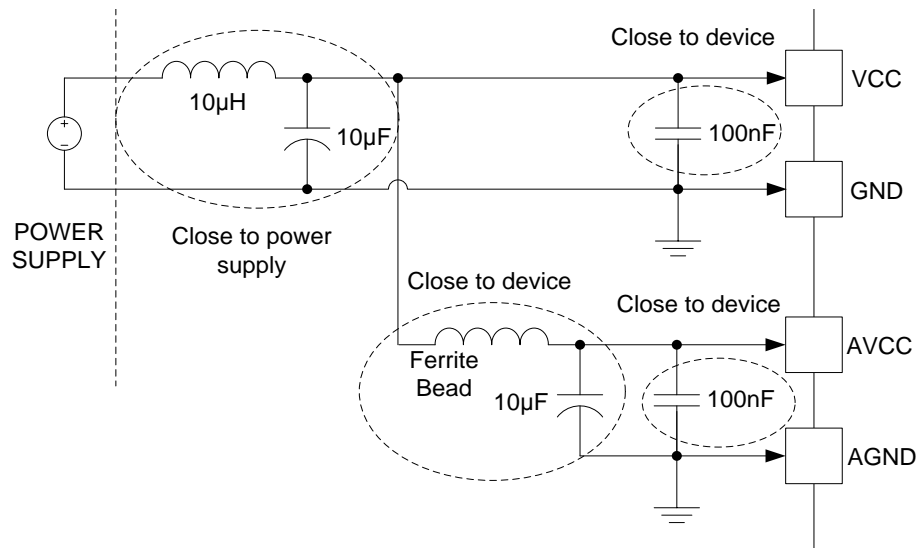 Close to device
VCC
10µH
10µF
100nF
GND
POWER
SUPPLY
Close to power
supply
Close to device
Close to device
AVCC
Ferrite
Bead
10µF
100nF
AGND